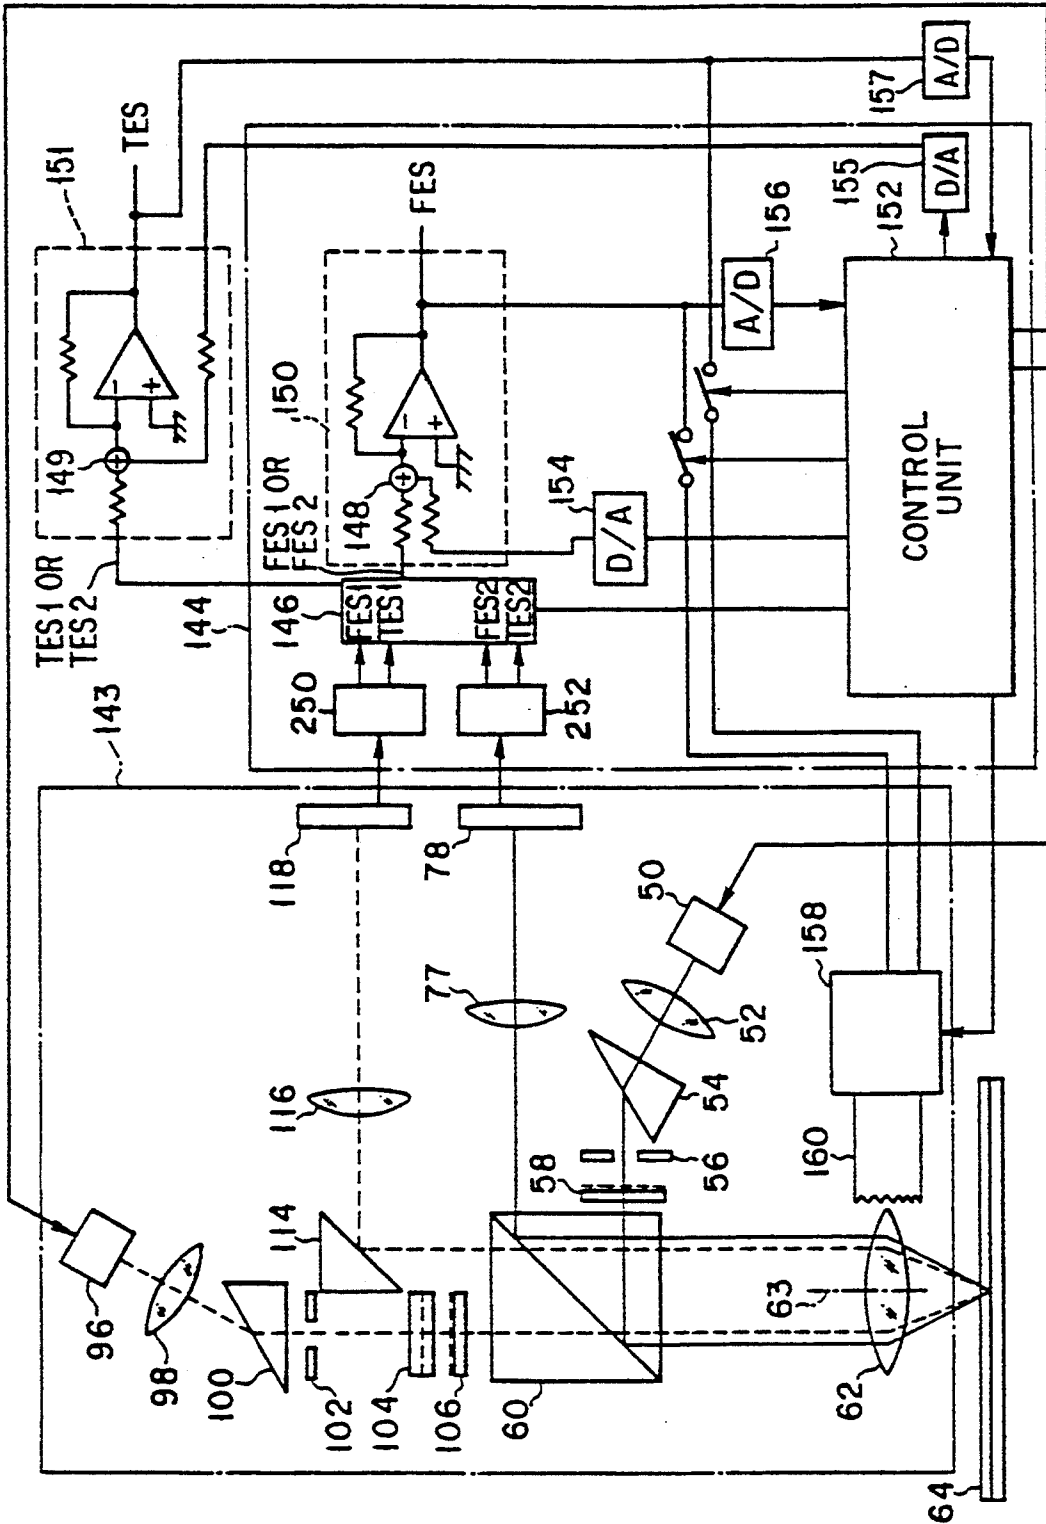 TES1 OR
TES2
149
151
TES
144
143
146
FES1
TES1
FES2
TES2
FES1 OR
FES2
148
150
FES
250
252
154
D/A
A/D
156
155
152
D/A
157
A/D
CONTROL
UNIT
118
78
116
77
50
52
54
56
58
114
96
98
100
102
104
106
60
62
63
64
158
160